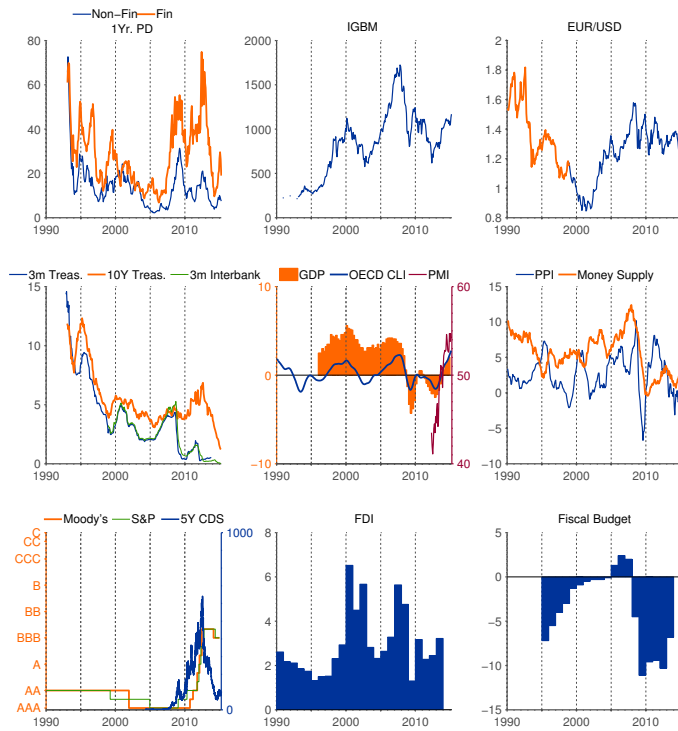 Non−Fin Fin
1Yr. PD
IGBM
EUR/USD
80
60
40
20
0
1990 2000 2010
2000
1500
1000
500
0
1990 2000 2010
2
1.8
1.6
1.4
1.2
1
0.8
1990 2000 2010
3m Treas. 10Y Treas. 3m Interbank
GDP OECD CLI PMI
PPI Money Supply
15
10
5
0
1990 2000 2010
10
0
−10
60
50
40
1990 2000 2010
15
10
5
0
−5
−10
1990 2000 2010
Moody's S&P 5Y CDS
FDI
Fiscal Budget
C
CC
CCC
B
BB
BBB
A
AA
AAA
1000
0
1990 2000 2010
8
6
4
2
0
1990 2000 2010
5
0
−5
−10
−15
1990 2000 2010